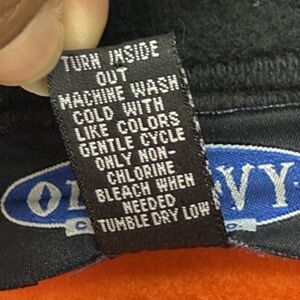 TURN INSIDE
OUT
MACHINE WASH
COLD WITH
LIKE COLORS
GENTLE CYCLE
ONLY NON-
CHLORINE
BLEACH WHEN
NEEDED
TUMBLE DRY LOW